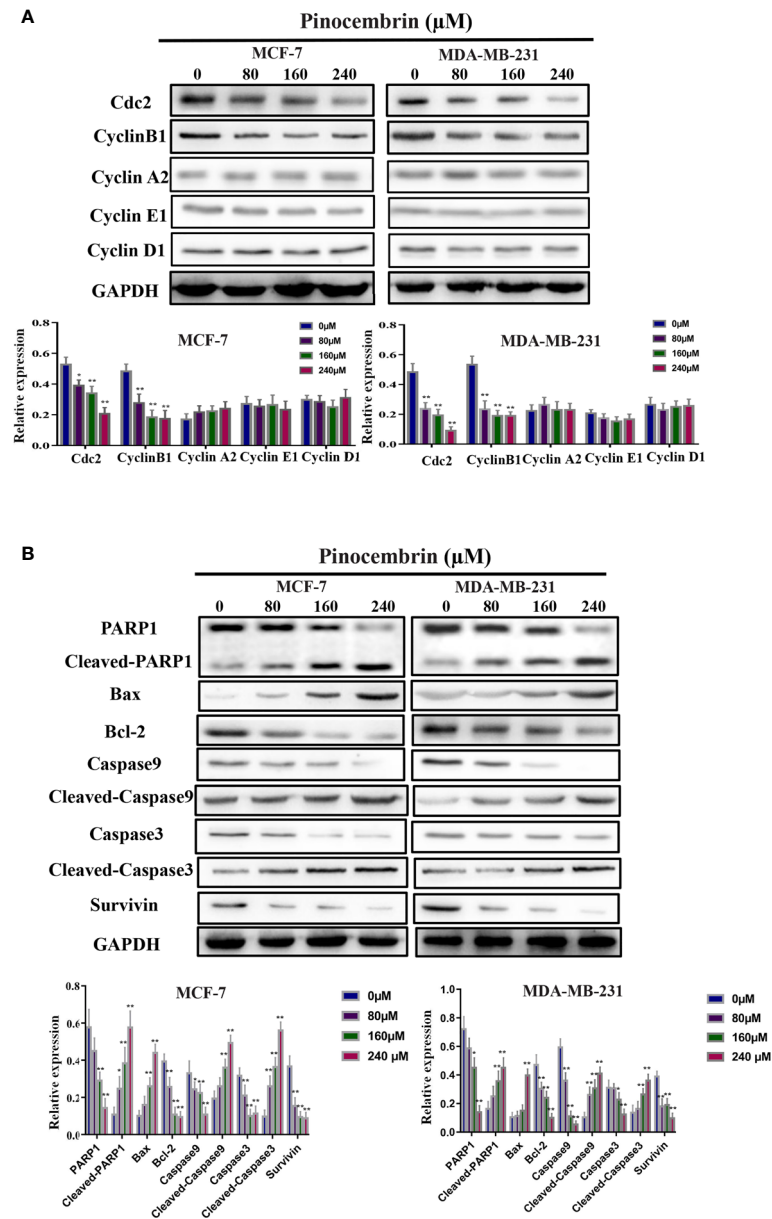 A
Pinocembrin (μM)
MCF-7
MDA-MB-231
0 80 160 240
0 80 160 240
Cdc2
CyclinB1
Cyclin A2
Cyclin E1
Cyclin D1
GAPDH
MCF-7
Relative expression
0.8
0.6
0.4
0.2
0.0
0μM
80μM
160μM
240μM
* ** **
** ** **
Cdc2 CyclinB1 Cyclin A2 Cyclin E1 Cyclin D1
MDA-MB-231
Relative expression
0.8
0.6
0.4
0.2
0.0
0μM
80μM
160μM
240μM
** ** **
** ** **
Cdc2 CyclinB1 Cyclin A2 Cyclin E1 Cyclin D1
B
Pinocembrin (μM)
MCF-7
MDA-MB-231
0 80 160 240
0 80 160 240
PARP1
Cleaved-PARP1
Bax
Bcl-2
Caspase9
Cleaved-Caspase9
Caspase3
Cleaved-Caspase3
Survivin
GAPDH
MCF-7
Relative expression
0.8
0.6
0.4
0.2
0.0
0μM
80μM
160μM
240 μM
PARP1
Cleaved-PARP1
Bax
Bcl-2
Caspase9
Cleaved-Caspase9
Caspase3
Cleaved-Caspase3
Survivin
MDA-MB-231
Relative expression
1.0
0.8
0.6
0.4
0.2
0.0
0μM
80μM
160μM
240 μM
PARP1
Cleaved-PARP1
Bax
Bcl-2
Caspase9
Cleaved-Caspase9
Caspase3
Cleaved-Caspase3
Survivin